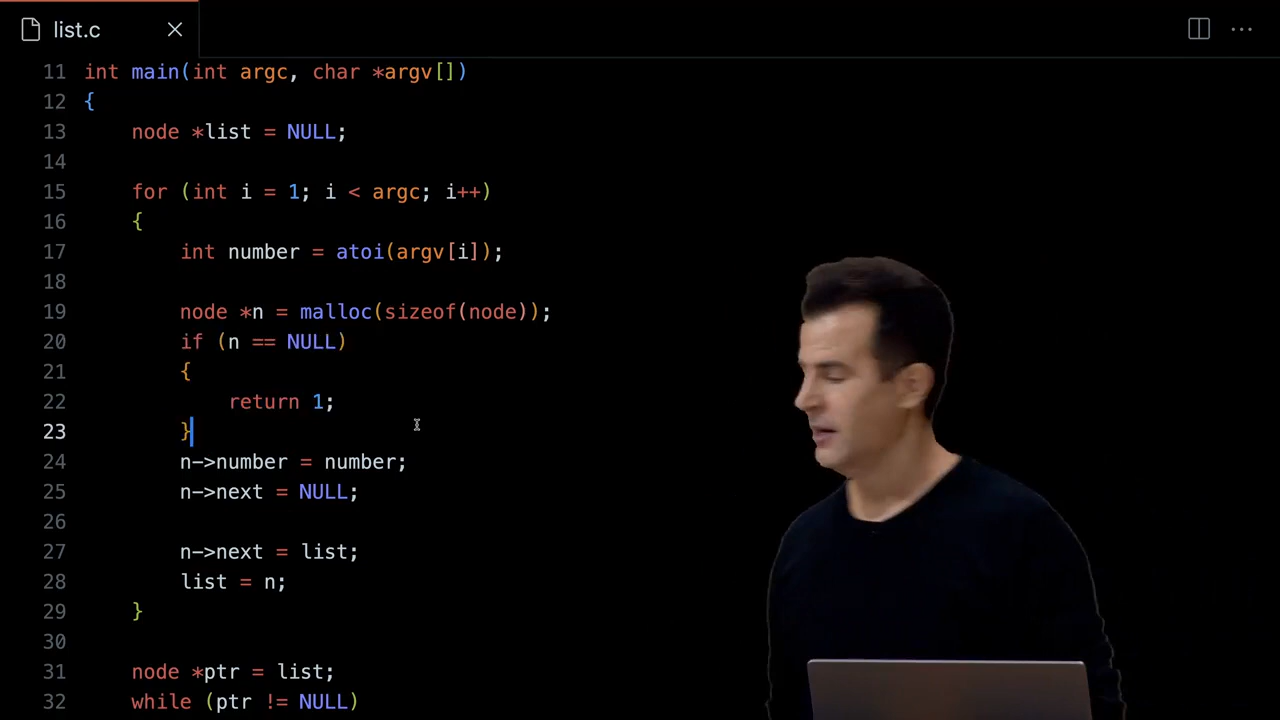 list.c
11 int main(int argc, char *argv[])
12 {
13     node *list = NULL;
14
15     for (int i = 1; i < argc; i++)
16     {
17         int number = atoi(argv[i]);
18
19         node *n = malloc(sizeof(node));
20         if (n == NULL)
21         {
22             return 1;
23         }
24         n->number = number;
25         n->next = NULL;
26
27         n->next = list;
28         list = n;
29     }
30
31     node *ptr = list;
32     while (ptr != NULL)